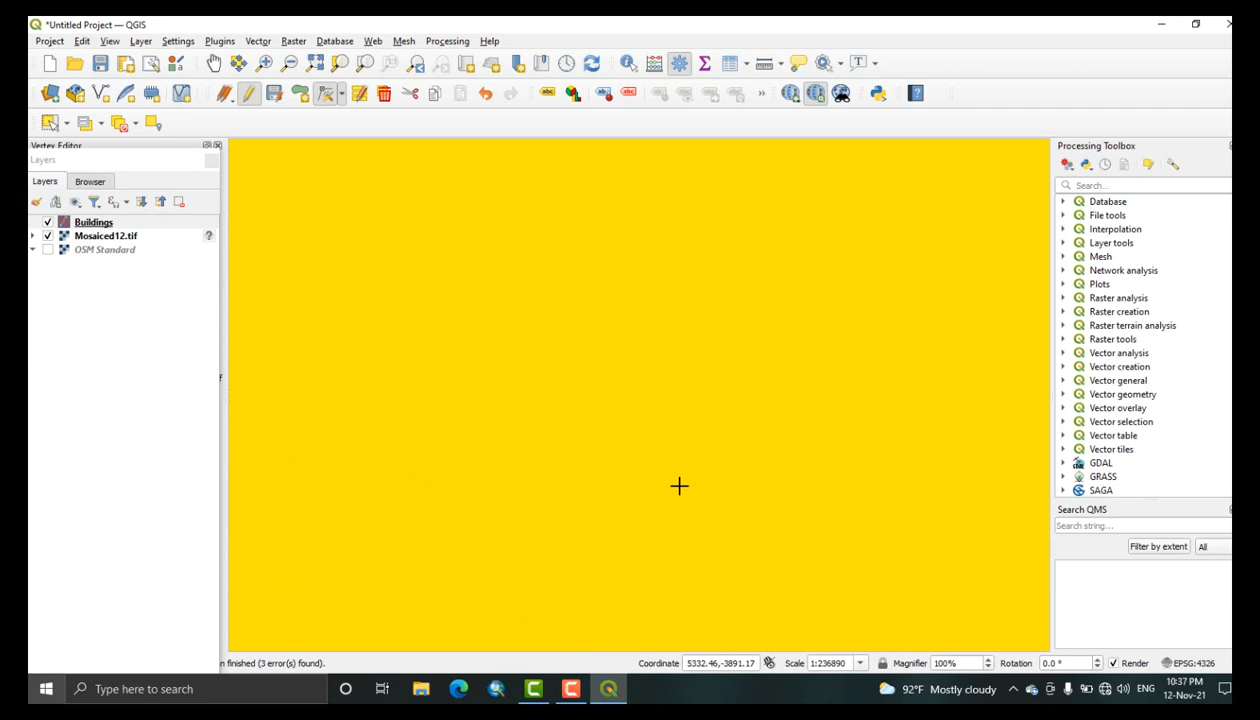 *Untitled Project — QGIS
Project Edit View Layer Settings Plugins Vector Raster Database Web Mesh Processing Help
Vertex Editor
Layers
Layers Browser
Buildings
Mosaiced12.tif ?
OSM Standard
Processing Toolbox
Search...
Database
File tools
Interpolation
Layer tools
Mesh
Network analysis
Plots
Raster analysis
Raster creation
Raster terrain analysis
Raster tools
Vector analysis
Vector creation
Vector general
Vector geometry
Vector overlay
Vector selection
Vector table
Vector tiles
GDAL
GRASS
SAGA
Search QMS
Search string...
Filter by extent All
n finished (3 error(s) found). Coordinate 5332.46,-3891.17 Scale 1:236890 Magnifier 100% Rotation 0.0 ° Render EPSG:4326
Type here to search 92°F Mostly cloudy ENG 10:37 PM
12-Nov-21